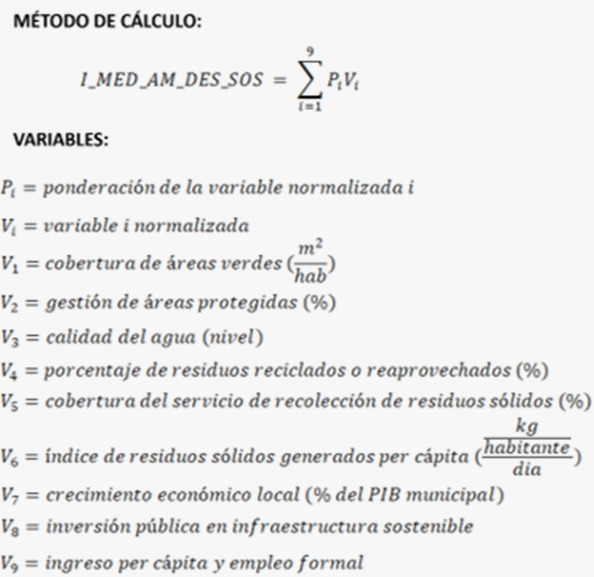 MÉTODO DE CÁLCULO:
I_MED_AM_DES_SOS = ∑_{i=1}^{9} P_i V_i
VARIABLES:
P_i = ponderación de la variable normalizada i
V_i = variable i normalizada
V_1 = cobertura de áreas verdes (m^2/hab)
V_2 = gestión de áreas protegidas (%)
V_3 = calidad del agua (nivel)
V_4 = porcentaje de residuos reciclados o reaprovechados (%)
V_5 = cobertura del servicio de recolección de residuos sólidos (%)
V_6 = índice de residuos sólidos generados per cápita (kg/habitante/dia)
V_7 = crecimiento económico local (% del PIB municipal)
V_8 = inversión pública en infraestructura sostenible
V_9 = ingreso per cápita y empleo formal